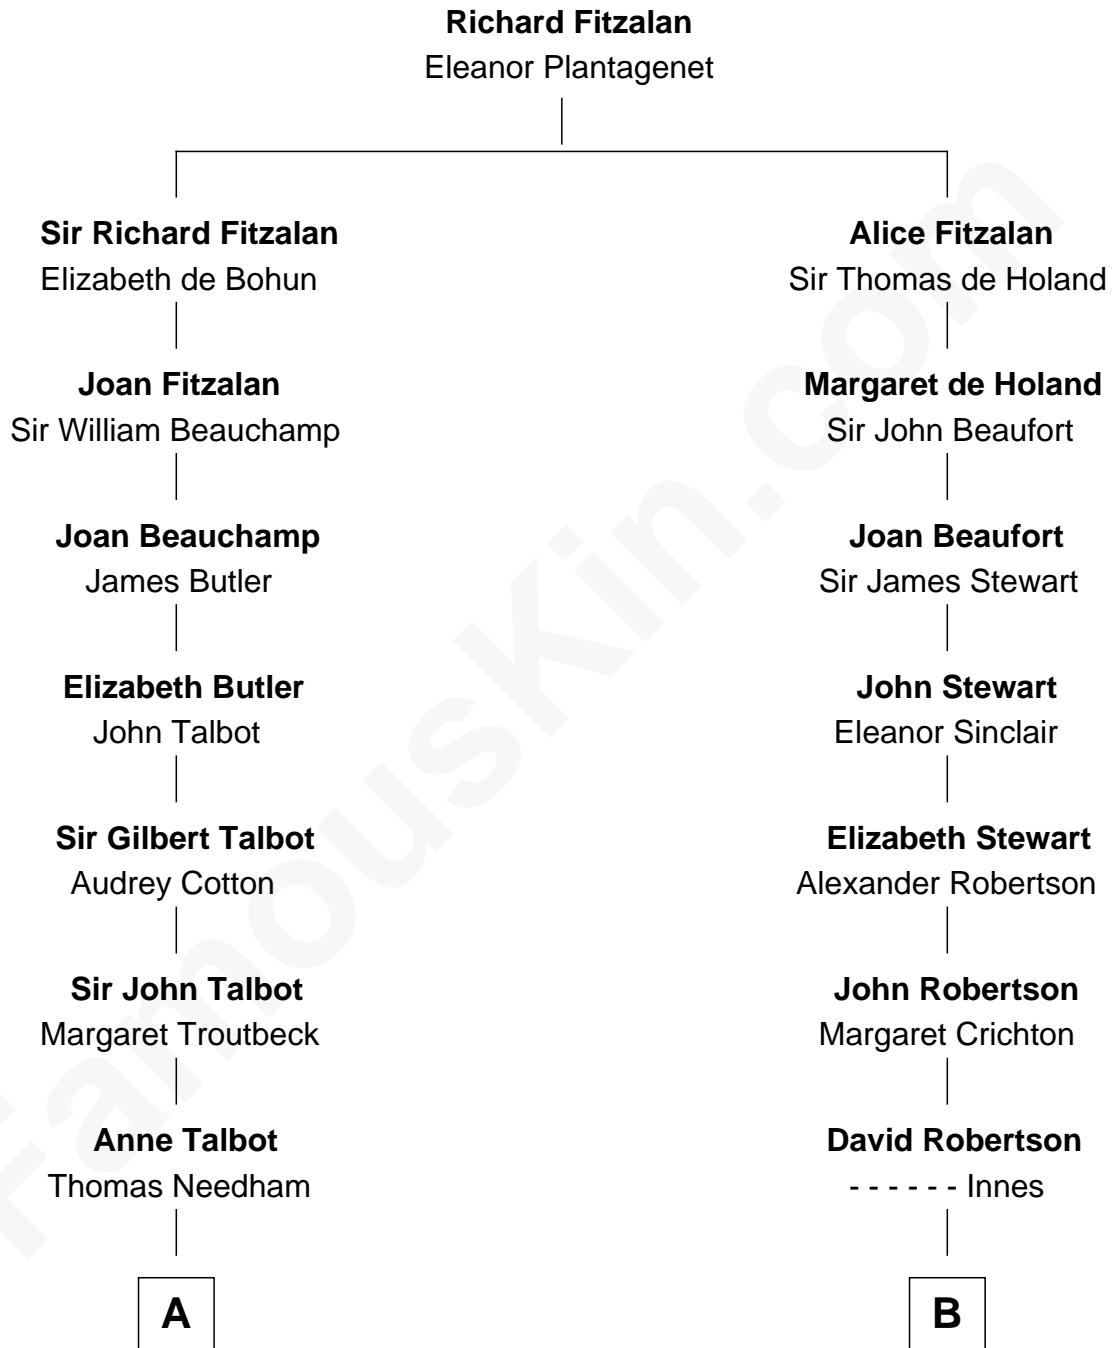 Richard Fitzalan
Eleanor Plantagenet
Sir Richard Fitzalan
Elizabeth de Bohun
Alice Fitzalan
Sir Thomas de Holand
Joan Fitzalan
Sir William Beauchamp
Margaret de Holand
Sir John Beaufort
Joan Beauchamp
James Butler
Joan Beaufort
Sir James Stewart
Elizabeth Butler
John Talbot
John Stewart
Eleanor Sinclair
Sir Gilbert Talbot
Audrey Cotton
Elizabeth Stewart
Alexander Robertson
Sir John Talbot
Margaret Troutbeck
John Robertson
Margaret Crichton
Anne Talbot
Thomas Needham
David Robertson
- - - - - - Innes
A
B
FamousKin.com